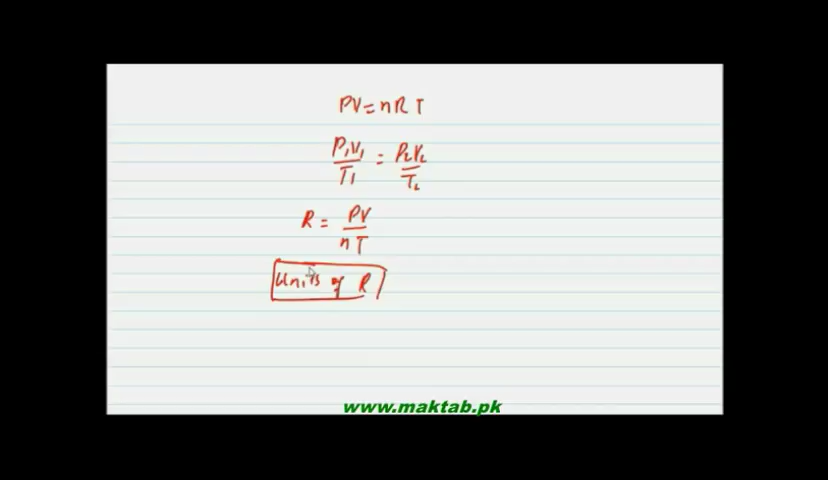 PV = nRT
P₁V₁/T₁ = P₂V₂/T₂
R = PV/nT
Units of R
www.maktab.pk